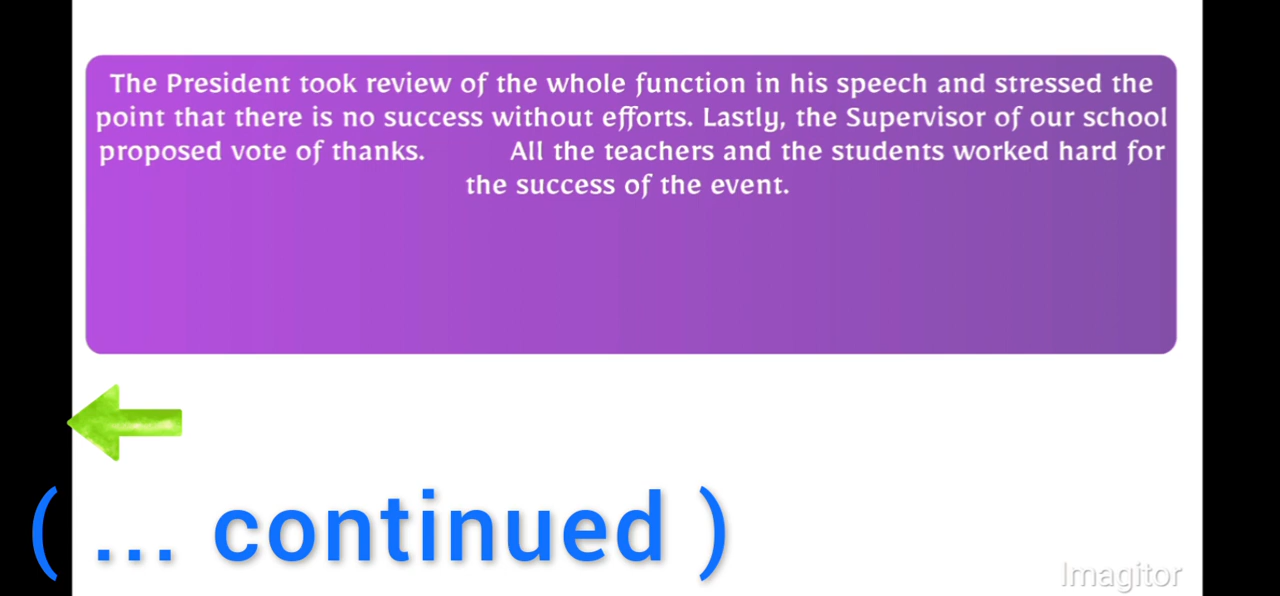 The President took review of the whole function in his speech and stressed the
point that there is no success without efforts. Lastly, the Supervisor of our school
proposed vote of thanks. All the teachers and the students worked hard for
the success of the event.
( ... continued )
Imagitor